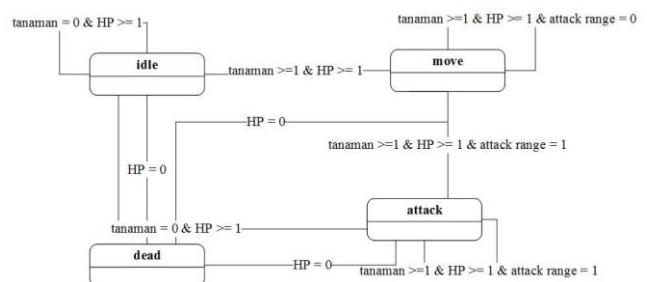 tanaman = 0 & HP >= 1
tanaman >=1 & HP >= 1 & attack range = 0
idle
move
tanaman >=1 & HP >= 1
HP = 0
tanaman >=1 & HP >= 1 & attack range = 1
HP = 0
attack
tanaman = 0 & HP >= 1
dead
HP = 0
tanaman >=1 & HP >= 1 & attack range = 1